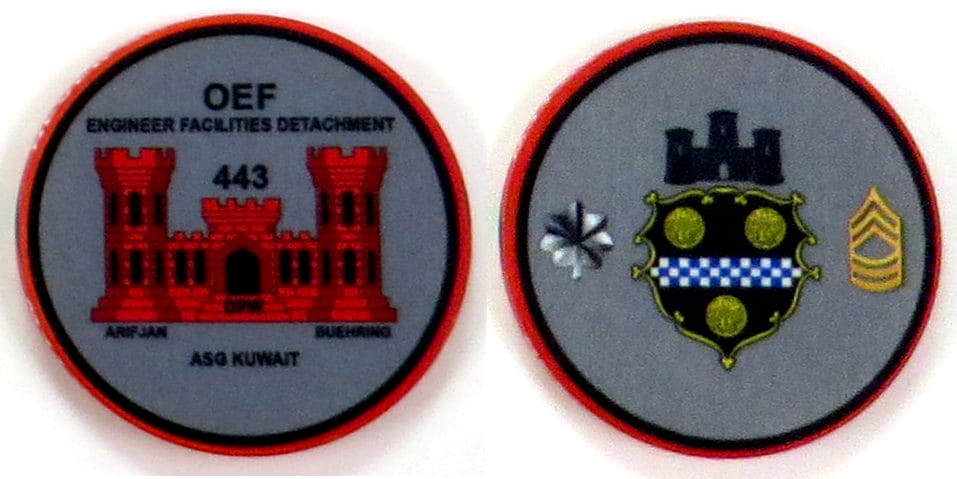 OEF
ENGINEER FACILITIES DETACHMENT
443
DPW
ARIFJAN BUEHRING
ASG KUWAIT